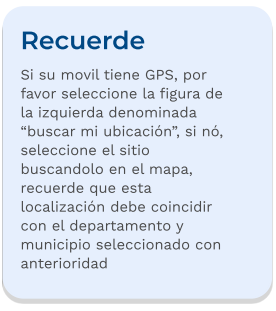 Recuerde
Si su movil tiene GPS, por
favor seleccione la figura de
la izquierda denominada
“buscar mi ubicación”, si nó,
seleccione el sitio
buscandolo en el mapa,
recuerde que esta
localización debe coincidir
con el departamento y
municipio seleccionado con
anterioridad